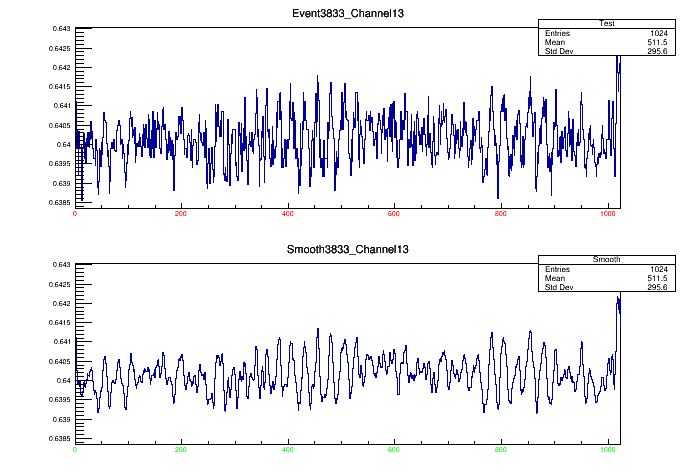 Event3833_Channel13
Test
Entries 1024
Mean 511.5
Std Dev 295.6
0.643
0.6425
0.642
0.6415
0.641
0.6405
0.64
0.6395
0.639
0.6385
0 200 400 600 800 1000
Smooth3833_Channel13
Smooth
Entries 1024
Mean 511.5
Std Dev 295.6
0.643
0.6425
0.642
0.6415
0.641
0.6405
0.64
0.6395
0.639
0.6385
0 200 400 600 800 1000